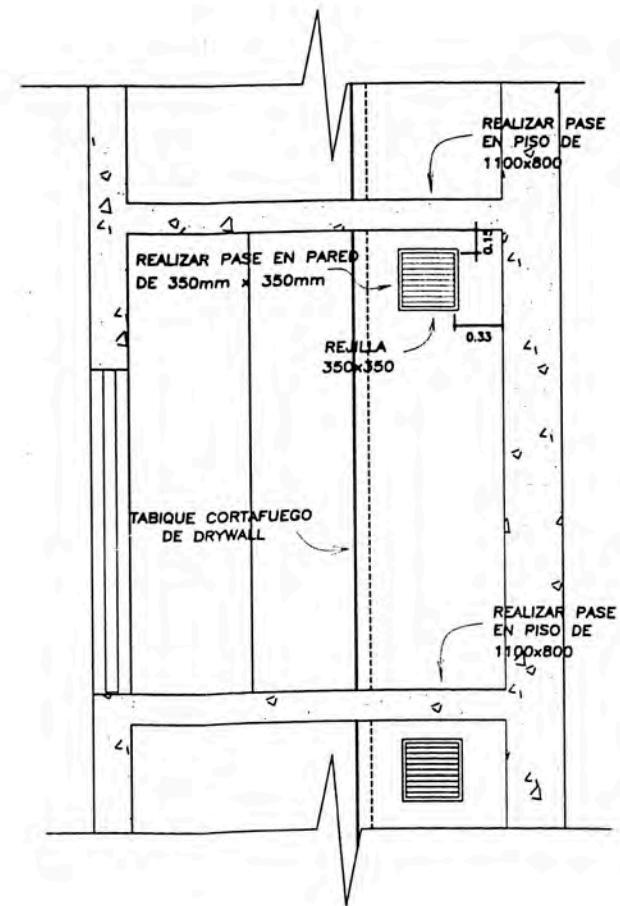 REALIZAR PASE
EN PISO DE
1100x800
0.15
REALIZAR PASE EN PARED
DE 350mm x 350mm
0.33
REJILLA
350x350
TABIQUE CORTAFUEGO
DE DRYWALL
REALIZAR PASE
EN PISO DE
1100x800